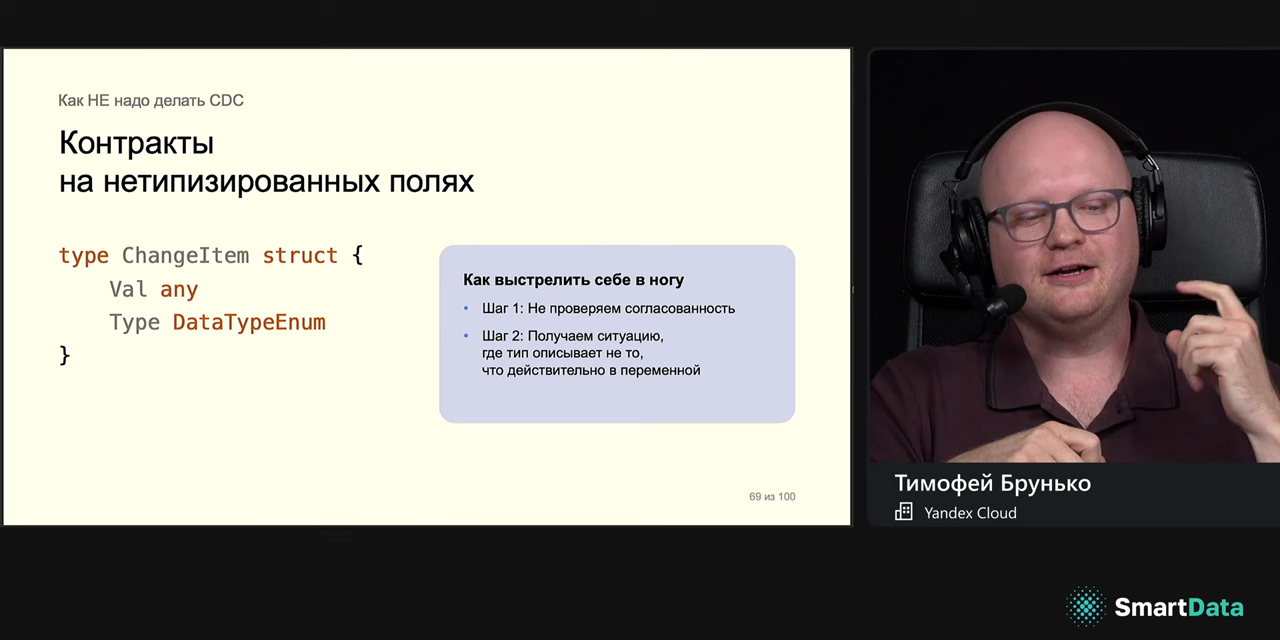 Как НЕ надо делать CDC
Контракты
на нетипизированных полях
type ChangeItem struct {
Val any
Type DataTypeEnum
}
Как выстрелить себе в ногу
• Шаг 1: Не проверяем согласованность
• Шаг 2: Получаем ситуацию,
где тип описывает не то,
что действительно в переменной
69 из 100
Тимофей Брунько
Yandex Cloud
SmartData